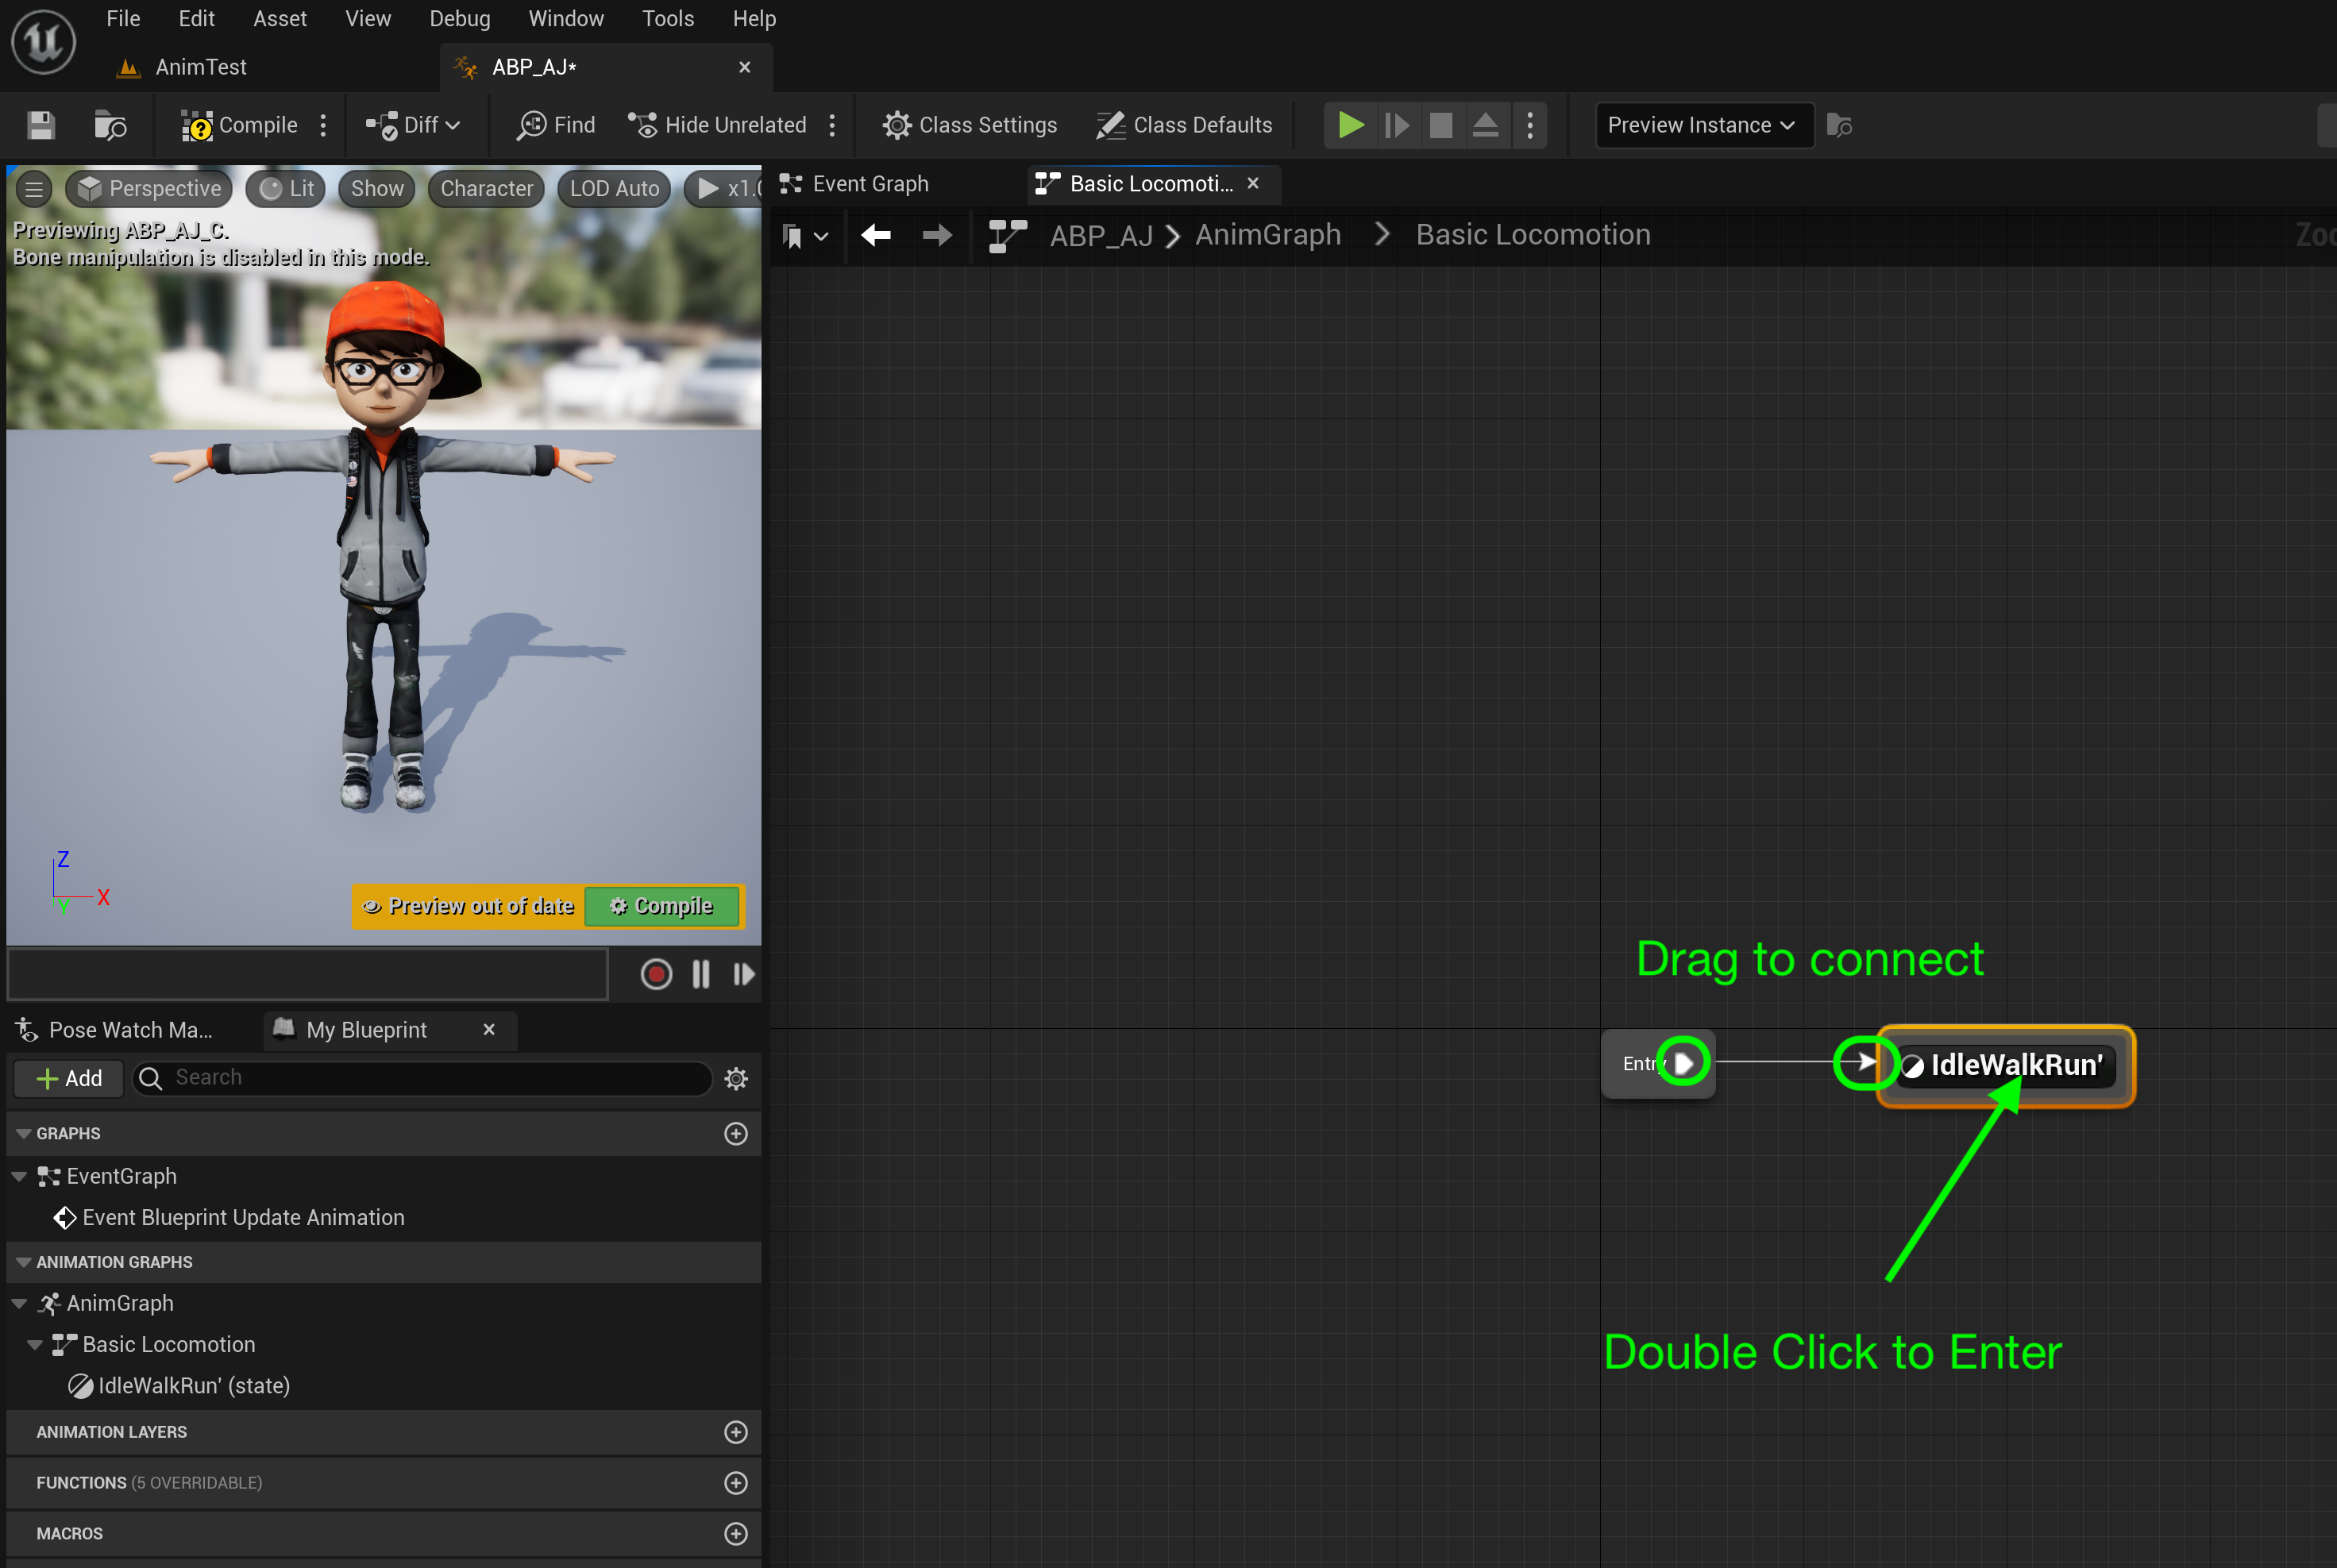 File Edit Asset View Debug Window Tools Help
AnimTest
ABP_AJ*
Compile
Diff
Find
Hide Unrelated
Class Settings
Class Defaults
Preview Instance
Perspective
Lit
Show
Character
LOD Auto
Previewing ABP_AJ_C.
Bone manipulation is disabled in this mode.
Z
X
Y
Preview out of date
Compile
Event Graph
Basic Locomoti...
ABP_AJ > AnimGraph > Basic Locomotion
Drag to connect
Entry
IdleWalkRun'
Double Click to Enter
Pose Watch Ma...
My Blueprint
Add
Search
GRAPHS
EventGraph
Event Blueprint Update Animation
ANIMATION GRAPHS
AnimGraph
Basic Locomotion
IdleWalkRun' (state)
ANIMATION LAYERS
FUNCTIONS (5 OVERRIDABLE)
MACROS